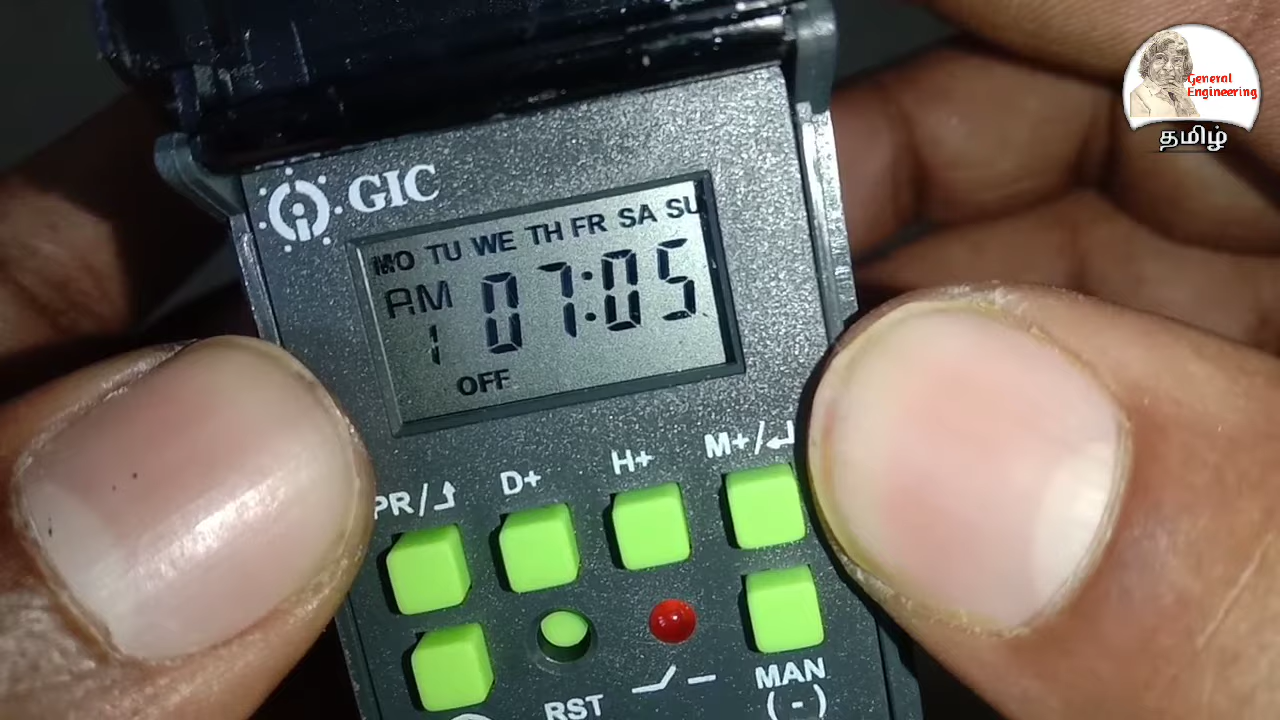 General
Engineering
தமிழ்
GIC
MO TU WE TH FR SA SU
AM
1 07:05
OFF
PR/ D+ H+ M+/
RST
MAN
(-)